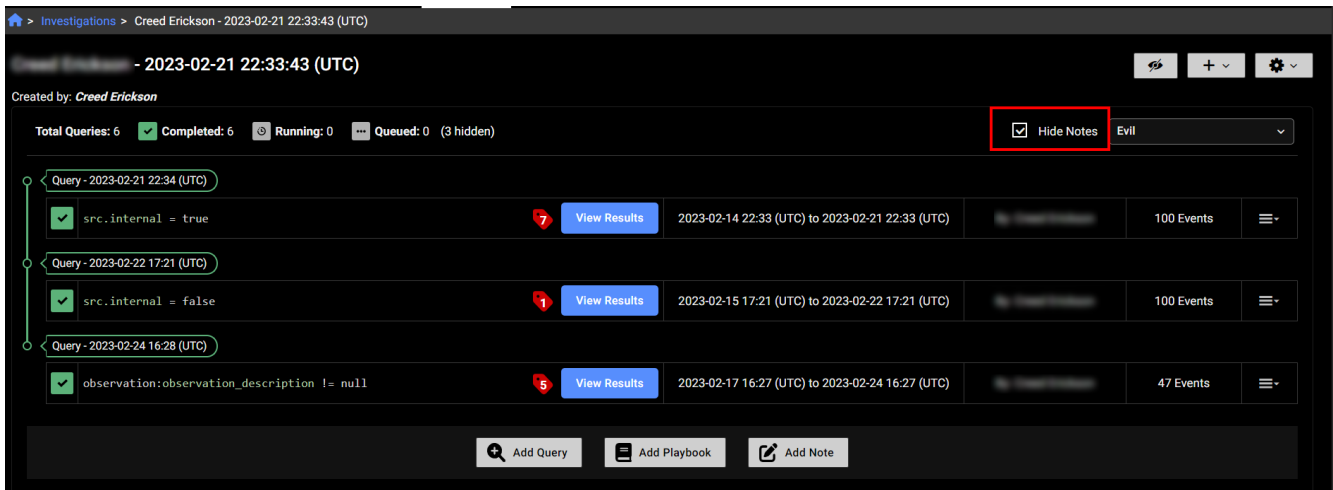 > Investigations > Creed Erickson - 2023-02-21 22:33:43 (UTC)
- 2023-02-21 22:33:43 (UTC)
Created by: Creed Erickson
Total Queries: 6 Completed: 6 Running: 0 Queued: 0 (3 hidden) Hide Notes Evil
Query - 2023-02-21 22:34 (UTC)
src.internal = true 7 View Results 2023-02-14 22:33 (UTC) to 2023-02-21 22:33 (UTC) 100 Events
Query - 2023-02-22 17:21 (UTC)
src.internal = false 1 View Results 2023-02-15 17:21 (UTC) to 2023-02-22 17:21 (UTC) 100 Events
Query - 2023-02-24 16:28 (UTC)
observation:observation_description != null 5 View Results 2023-02-17 16:27 (UTC) to 2023-02-24 16:27 (UTC) 47 Events
Add Query Add Playbook Add Note